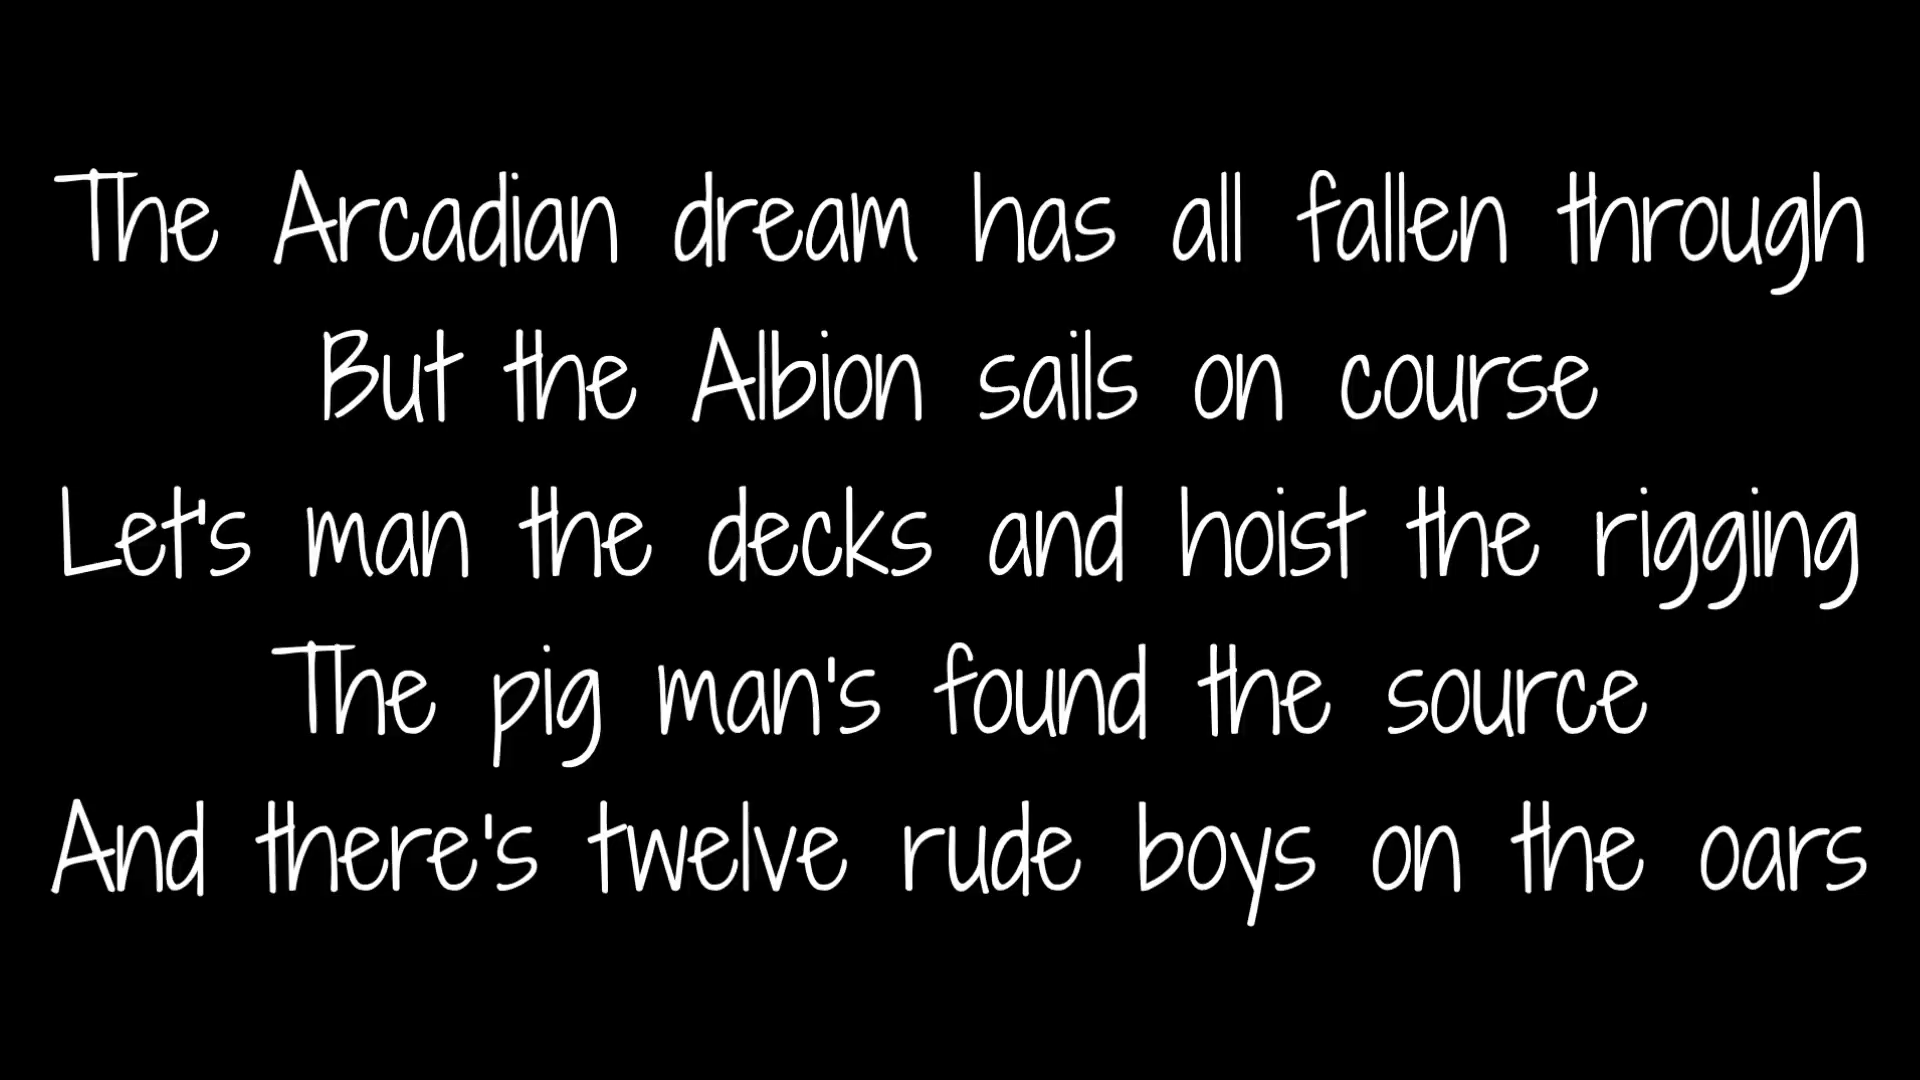 The Arcadian dream has all fallen through
But the Albion sails on course
Let's man the decks and hoist the rigging
The pig man's found the source
And there's twelve rude boys on the oars